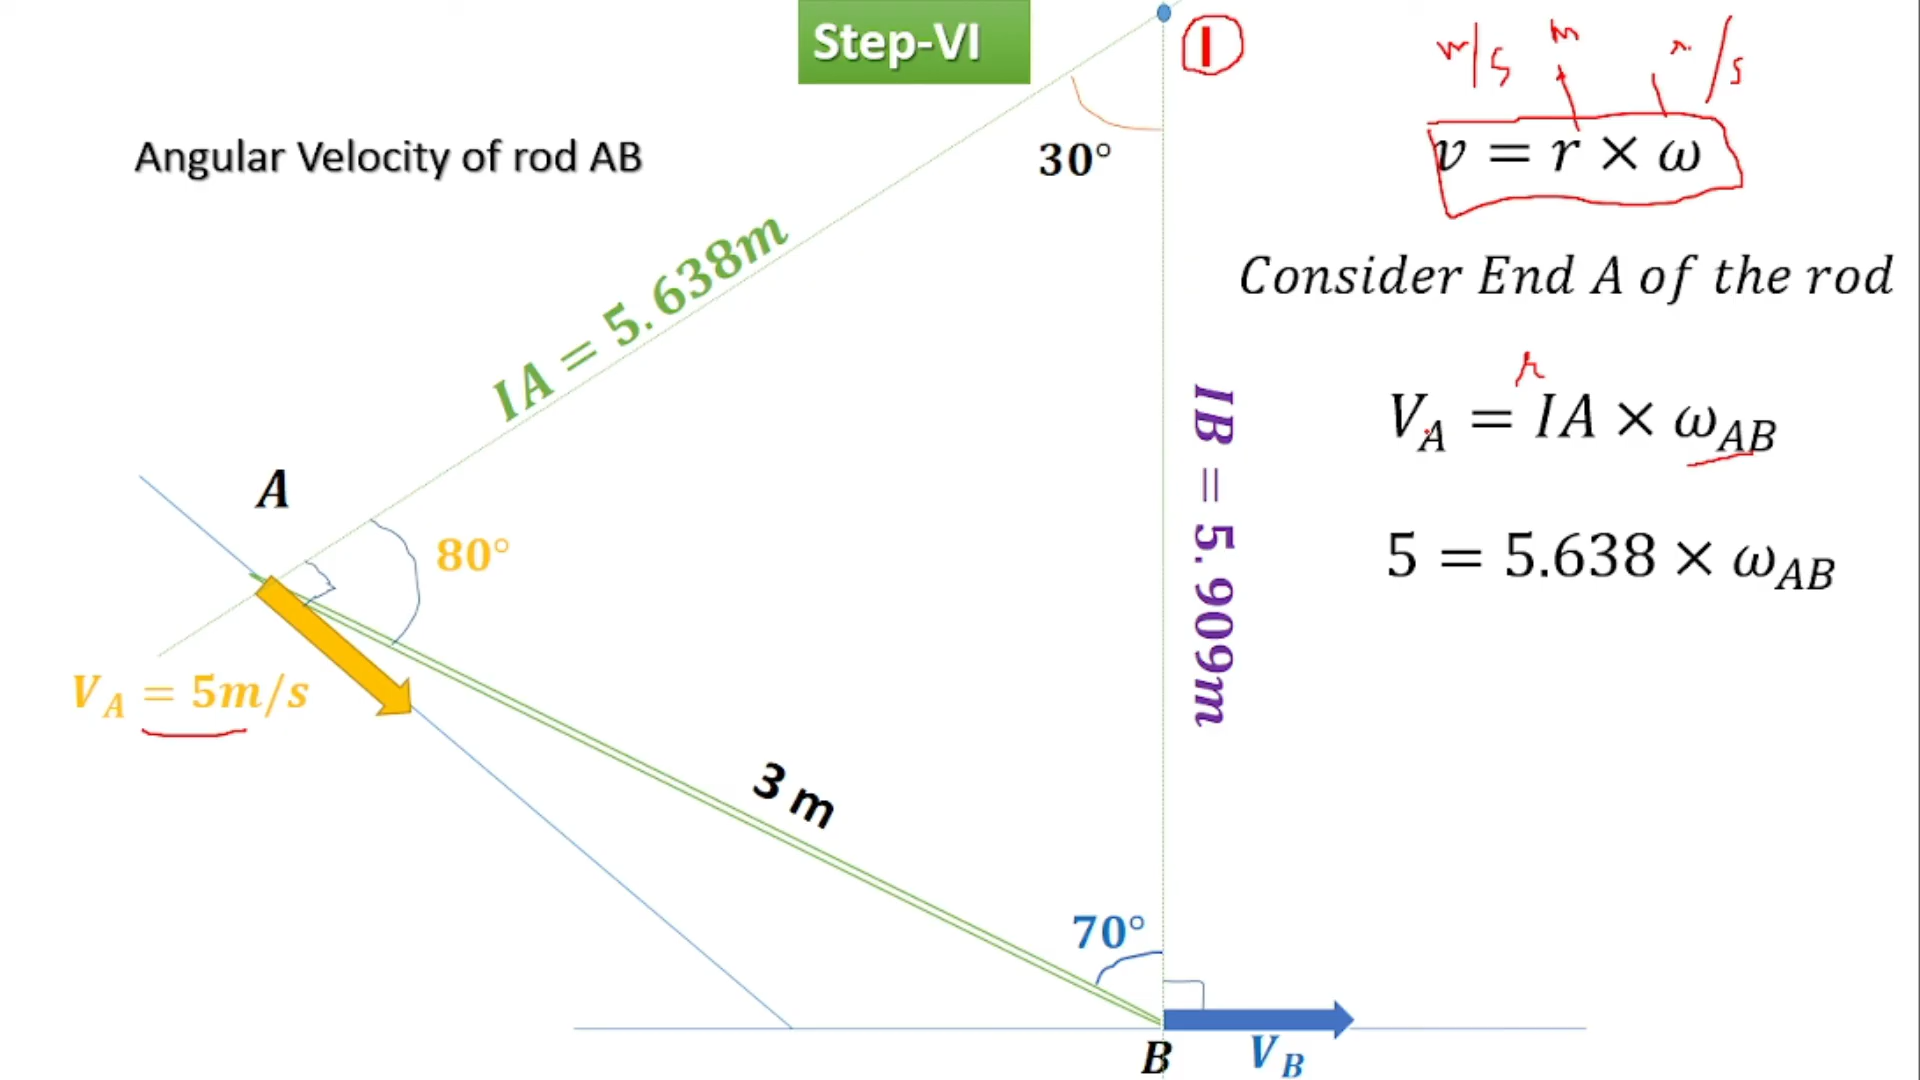 Step-VI
I
m/s m r/s
Angular Velocity of rod AB
30°
v = r × ω
IA = 5.638m
Consider End A of the rod
r
V_A = IA × ω_AB
IB = 5.909m
A
80°
5 = 5.638 × ω_AB
V_A = 5m/s
3 m
70°
B
V_B